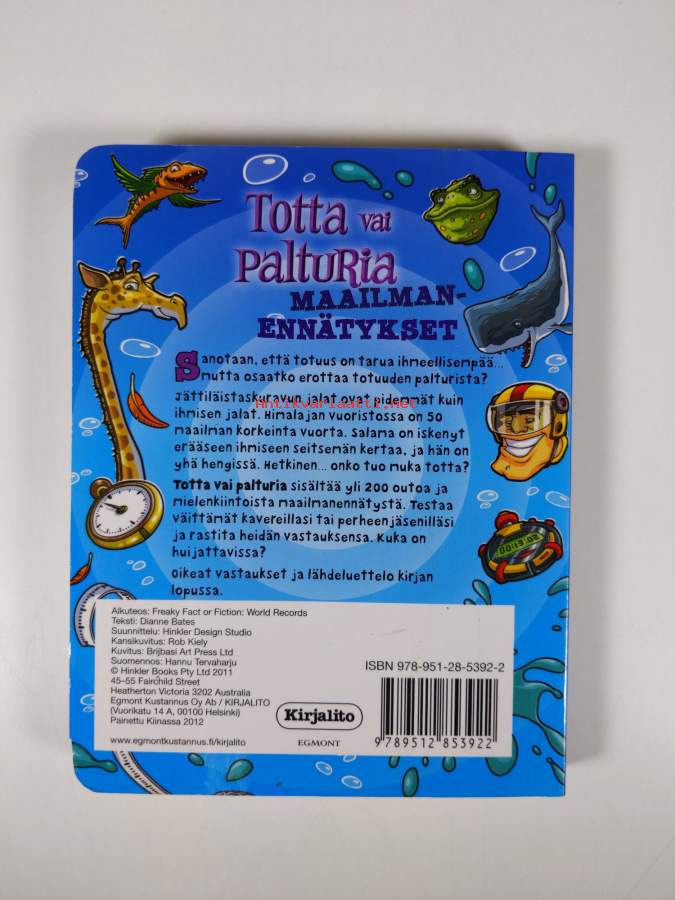 Totta vai
Palturia
MAAILMAN-
ENNÄTYKSET
Sanotaan, että totuus on tarua ihmeellisempää...
mutta osaatko erottaa totuuden palturista?
Jättiläistaskuravun jalat ovat pidemmät kuin
Antikvariaatti.net
ihmisen jalat. Himalajan vuoristossa on 50
maailman korkeinta vuorta. Salama on iskenyt
erääseen ihmiseen seitsemän kertaa, ja hän on
yhä hengissä. Hetkinen... onko tuo muka totta?
Totta vai palturia sisältää yli 200 outoa ja
mielenkiintoista maailmanennätystä. Testaa
väittämät kavereillasi tai perheenjäsenilläsi
ja rastita heidän vastauksensa. Kuka on
huijattavissa?
Oikeat vastaukset ja lähdeluettelo kirjan
lopussa.
00:13:02
Alkuteos: Freaky Fact or Fiction: World Records
Teksti: Dianne Bates
Suunnittelu: Hinkler Design Studio
Kansikuvitus: Rob Kiely
Kuvitus: Brijbasi Art Press Ltd
Suomennos: Hannu Tervaharju
© Hinkler Books Pty Ltd 2011
45–55 Fairchild Street
Heatherton Victoria 3202 Australia
Egmont Kustannus Oy Ab / KIRJALITO
(Vuorikatu 14 A, 00100 Helsinki)
Painettu Kiinassa 2012
www.egmontkustannus.fi/kirjalito
Kirjalito
EGMONT
ISBN 978-951-28-5392-2
9 789512 853922